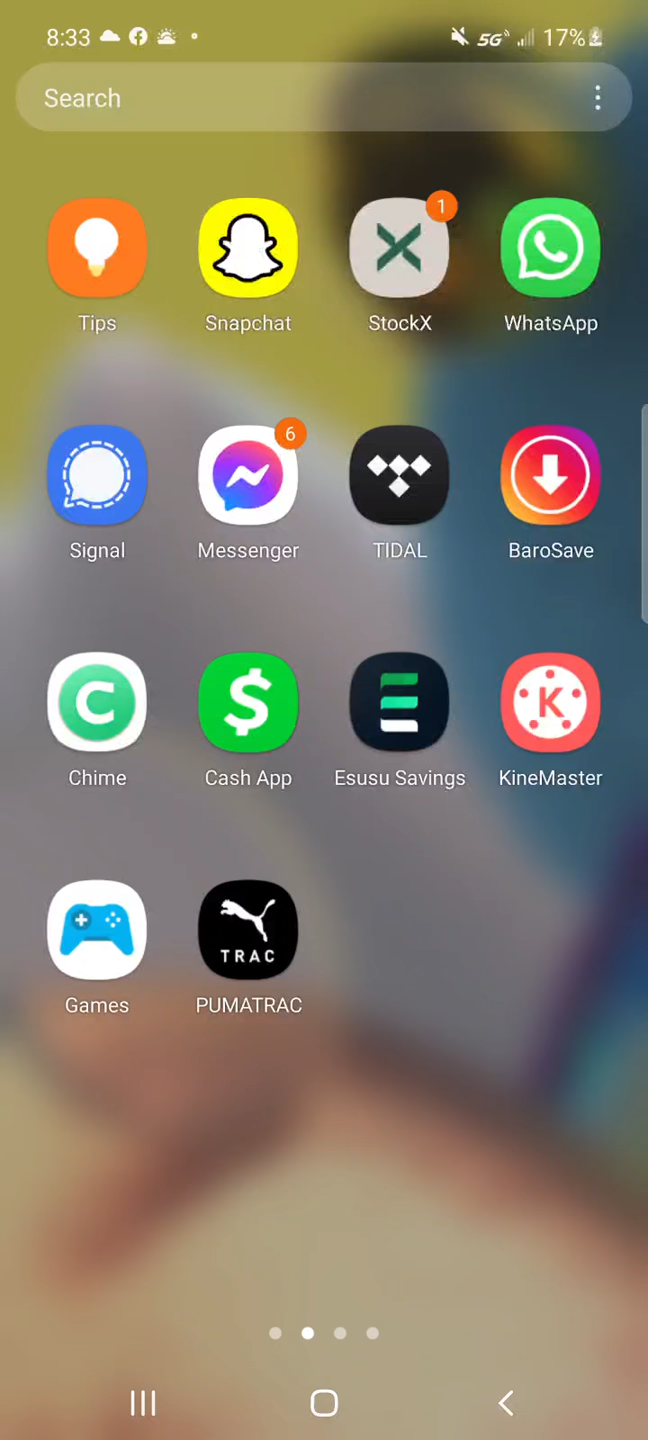 8:33 5G 17%
Search
1
Tips Snapchat StockX WhatsApp
6
Signal Messenger TIDAL BaroSave
C $ K
Chime Cash App Esusu Savings KineMaster
TRAC
Games PUMATRAC